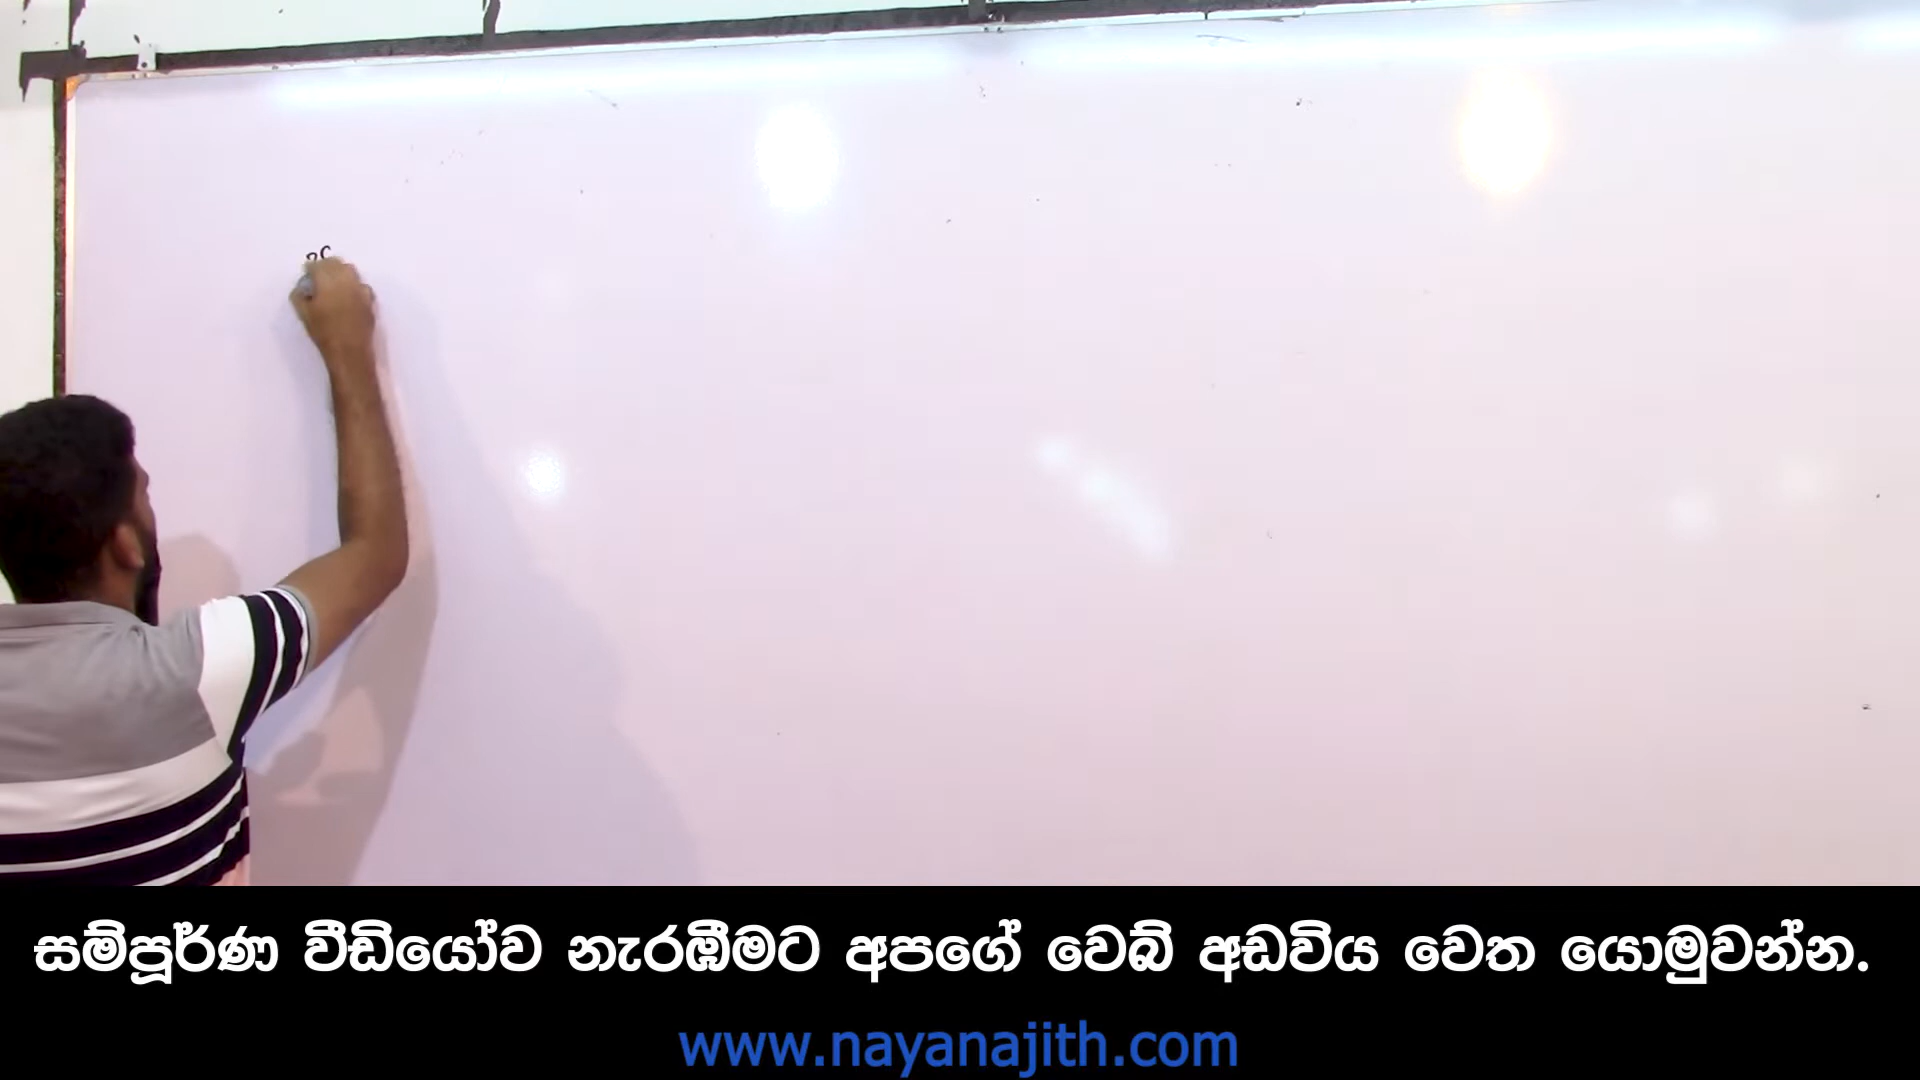 සම්පූර්ණ වීඩියෝව නැරඹීමට අපගේ වෙබ් අඩවිය වෙත යොමුවන්න.
www.nayanajith.com